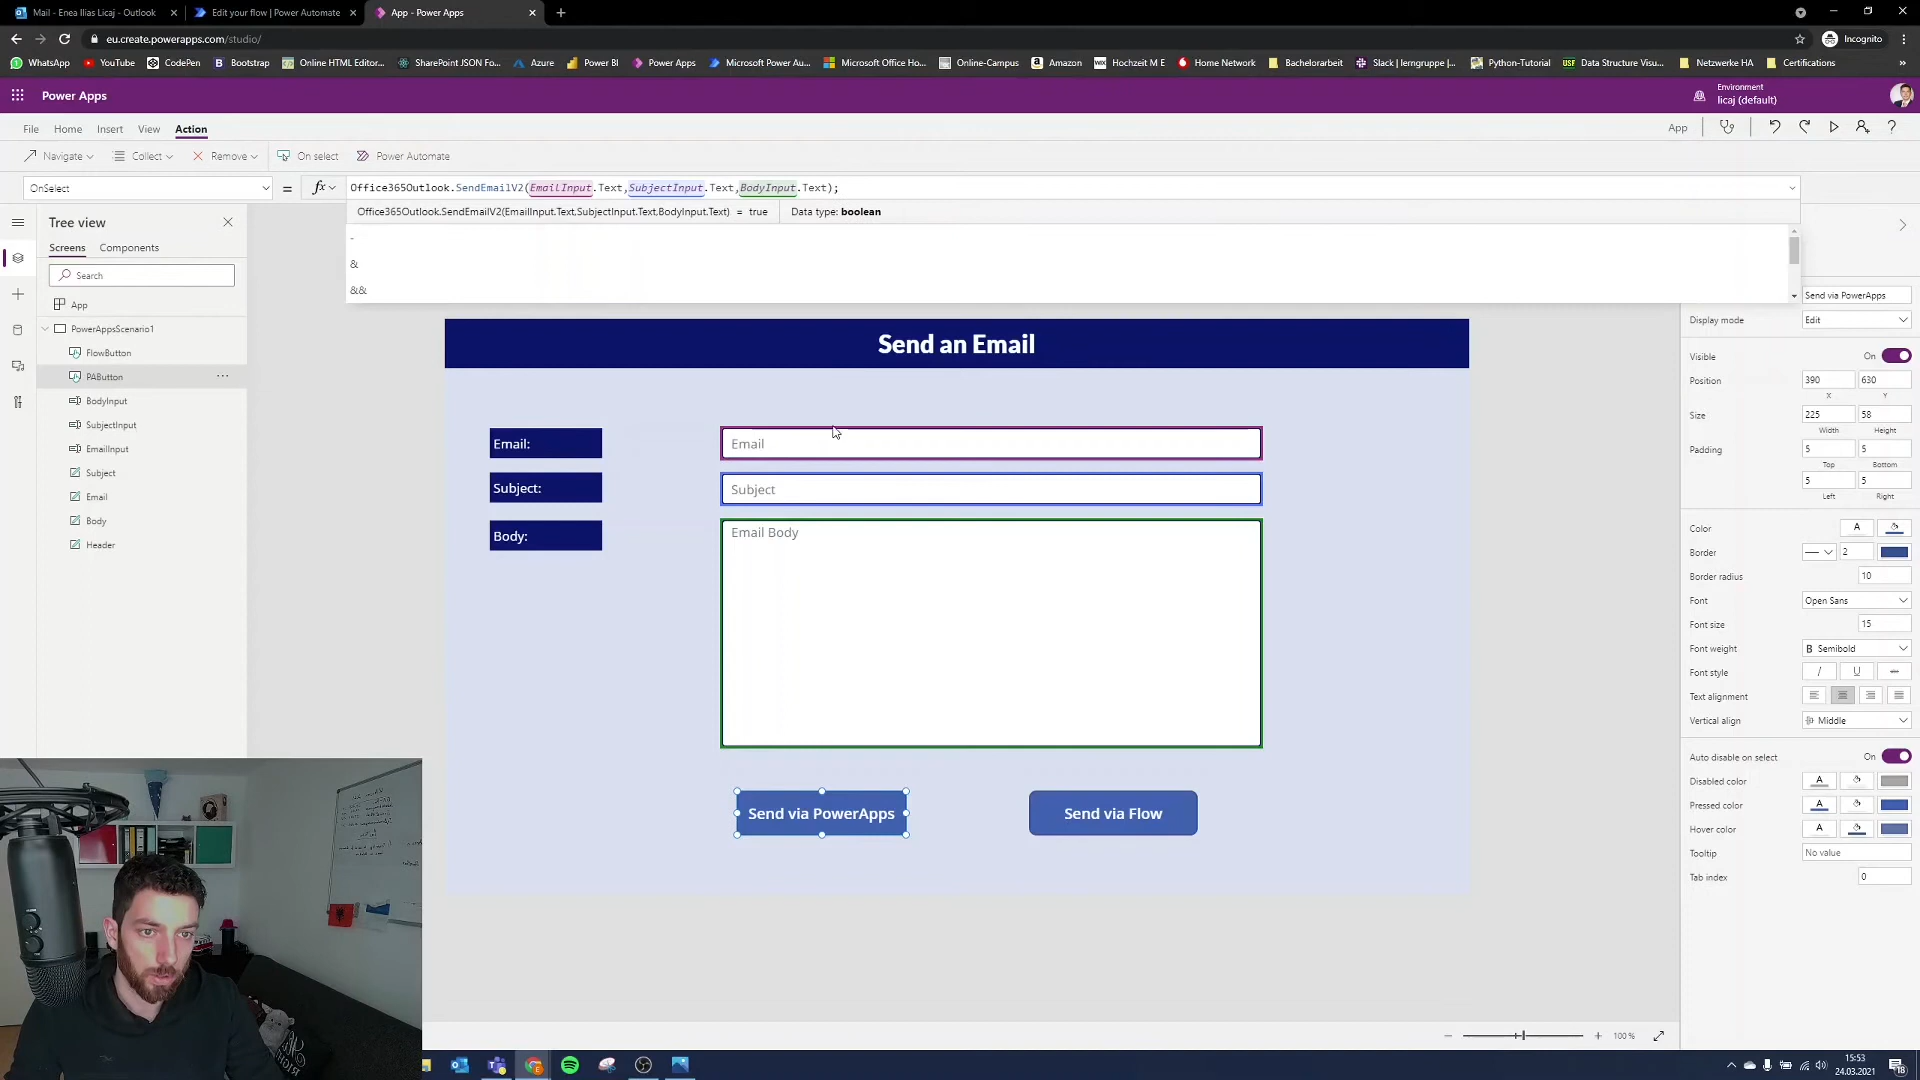 Mail - Enea Ilias Licaj - Outlook
Edit your flow | Power Automate
App - Power Apps
eu.create.powerapps.com/studio/
Incognito
WhatsApp
YouTube
CodePen
Bootstrap
Online HTML Editor...
SharePoint JSON Fo...
Azure
Power BI
Power Apps
Microsoft Power Au...
Microsoft Office Ho...
Online-Campus
Amazon
Hochzeit M E
Home Network
Bachelorarbeit
Slack | lerngruppe |...
Python-Tutorial
Data Structure Visu...
Netzwerke HA
Certifications
Power Apps
Environment
licaj (default)
File
Home
Insert
View
Action
App
Navigate
Collect
Remove
On select
Power Automate
OnSelect
=
fx
Office365Outlook.SendEmailV2(EmailInput.Text,SubjectInput.Text,BodyInput.Text);
Office365Outlook.SendEmailV2(EmailInput.Text,SubjectInput.Text,BodyInput.Text) = true
Data type: boolean
-
&
&&
Tree view
Screens
Components
Search
App
PowerAppsScenario1
FlowButton
PAButton
BodyInput
SubjectInput
EmailInput
Subject
Email
Body
Header
Send an Email
Email:
Email
Subject:
Subject
Body:
Email Body
Send via PowerApps
Send via Flow
Send via PowerApps
Display mode
Edit
Visible
On
Position
390
630
X
Y
Size
225
58
Width
Height
Padding
5
5
Top
Bottom
5
5
Left
Right
Color
Border
2
Border radius
10
Font
Open Sans
Font size
15
Font weight
B Semibold
Font style
Text alignment
Vertical align
Middle
Auto disable on select
On
Disabled color
Pressed color
Hover color
Tooltip
No value
Tab index
0
100 %
15:53
24.03.2021